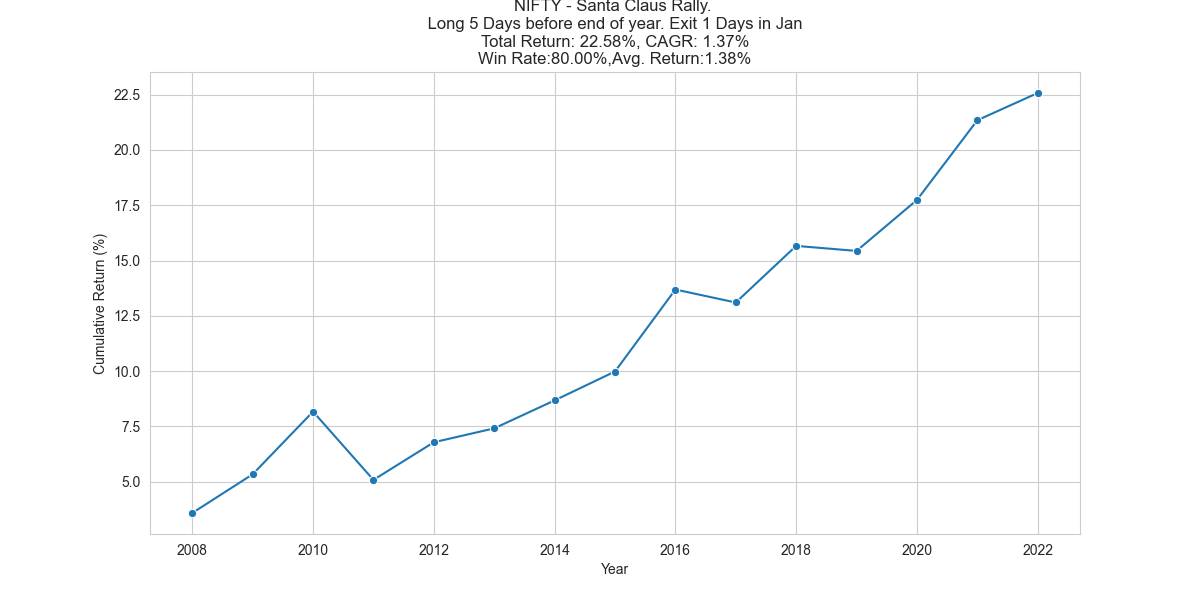 NIFTY - Santa Claus Rally.
Long 5 Days before end of year. Exit 1 Days in Jan
Total Return: 22.58%, CAGR: 1.37%
Win Rate:80.00%,Avg. Return:1.38%
22.5
20.0
17.5
15.0
12.5
10.0
7.5
5.0
Cumulative Return (%)
2008 2010 2012 2014 2016 2018 2020 2022
Year